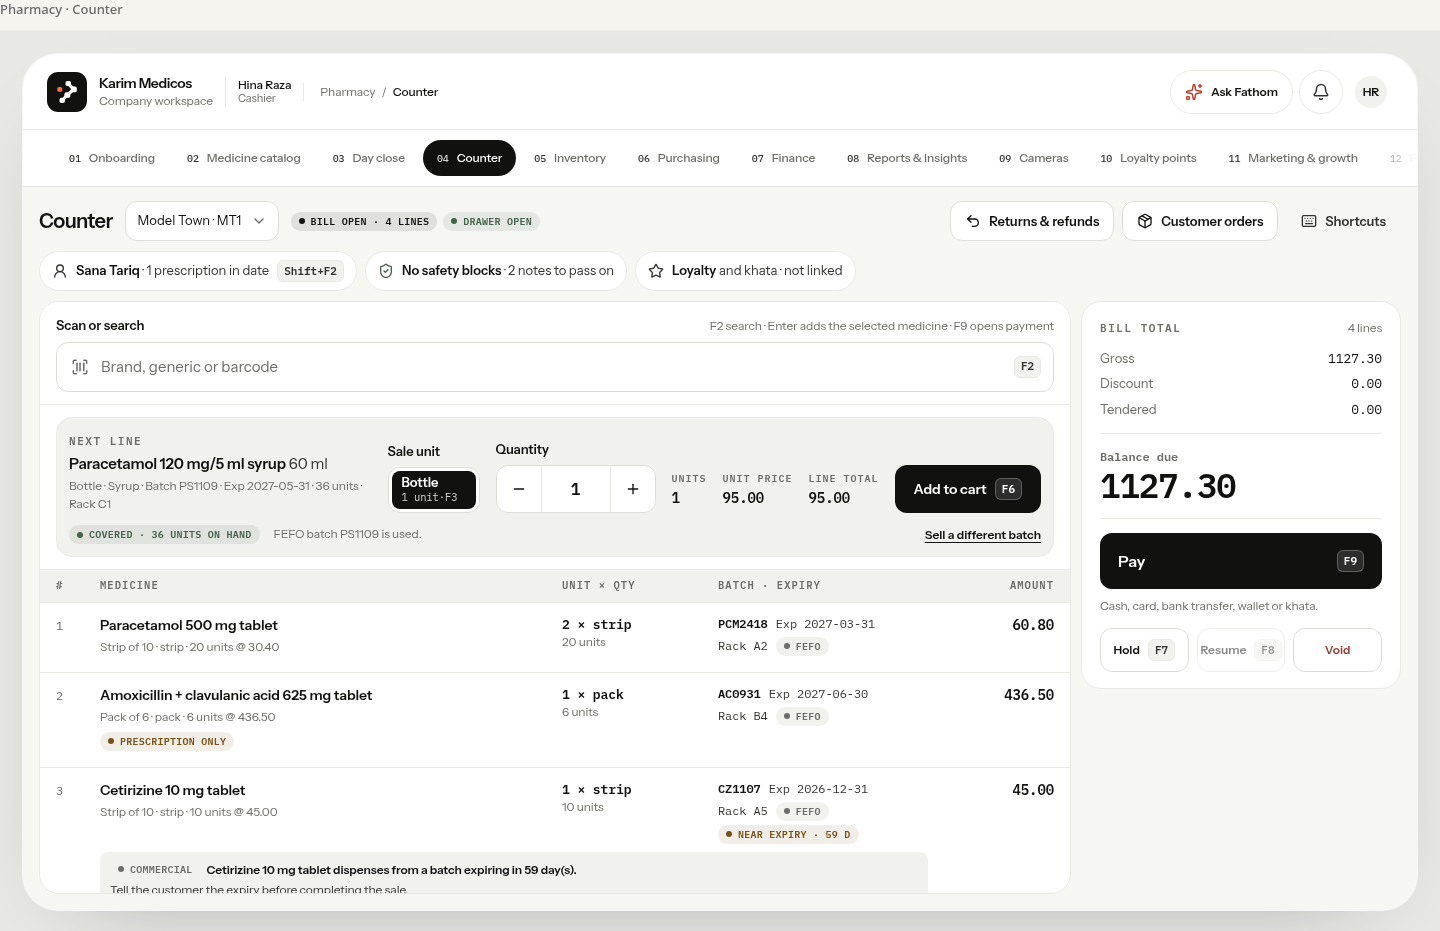 Pharmacy · Counter
Karim Medicos
Company workspace
Hina Raza
Cashier
Pharmacy / Counter
Ask Fathom
HR
01 Onboarding 02 Medicine catalog 03 Day close 04 Counter 05 Inventory 06 Purchasing 07 Finance 08 Reports & Insights 09 Cameras 10 Loyalty points 11 Marketing & growth 12
Counter
Model Town · MT1
BILL OPEN · 4 LINES
DRAWER OPEN
Returns & refunds
Customer orders
Shortcuts
Sana Tariq · 1 prescription in date Shift+F2
No safety blocks · 2 notes to pass on
Loyalty and khata · not linked
Scan or search
F2 search · Enter adds the selected medicine · F9 opens payment
Brand, generic or barcode F2
NEXT LINE
Paracetamol 120 mg/5 ml syrup 60 ml
Bottle · Syrup · Batch PS1109 · Exp 2027-05-31 · 36 units ·
Rack C1
Sale unit
Bottle
1 unit·F3
Quantity
− 1 +
UNITS
1
UNIT PRICE
95.00
LINE TOTAL
95.00
Add to cart F6
COVERED · 36 UNITS ON HAND
FEFO batch PS1109 is used.
Sell a different batch
# MEDICINE UNIT × QTY BATCH · EXPIRY AMOUNT
1 Paracetamol 500 mg tablet 2 × strip PCM2418 Exp 2027-03-31 60.80
Strip of 10 · strip · 20 units @ 30.40 20 units Rack A2 FEFO
2 Amoxicillin + clavulanic acid 625 mg tablet 1 × pack AC0931 Exp 2027-06-30 436.50
Pack of 6 · pack · 6 units @ 436.50 6 units Rack B4 FEFO
PRESCRIPTION ONLY
3 Cetirizine 10 mg tablet 1 × strip CZ1107 Exp 2026-12-31 45.00
Strip of 10 · strip · 10 units @ 45.00 10 units Rack A5 FEFO
NEAR EXPIRY · 59 D
COMMERCIAL Cetirizine 10 mg tablet dispenses from a batch expiring in 59 day(s).
Tell the customer the expiry before completing the sale.
BILL TOTAL 4 lines
Gross 1127.30
Discount 0.00
Tendered 0.00
Balance due
1127.30
Pay F9
Cash, card, bank transfer, wallet or khata.
Hold F7
Resume F8
Void